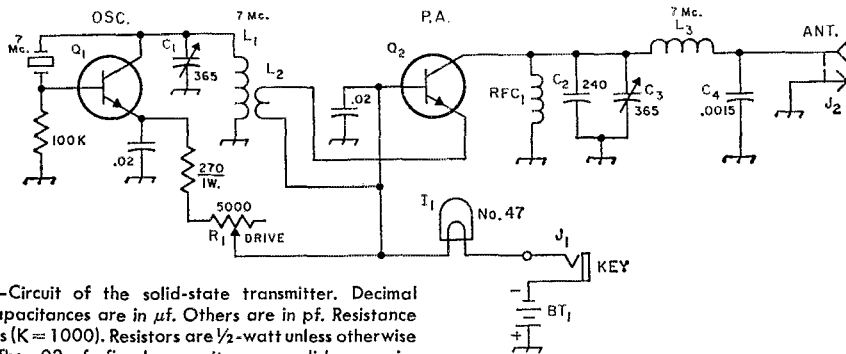 OSC.
7 Mc.
P.A.
7 Mc.
ANT.
7
Mc.
Q1
C1
365
L1
L2
Q2
.02
L3
RFC1
C2
240
C3
365
C4
.0015
J2
100K
.02
270
1W.
5000
R1
DRIVE
I1
No. 47
J1
KEY
-
BT1
+
—Circuit of the solid-state transmitter. Decimal
apacitances are in μf. Others are in pf. Resistance
s (K = 1000). Resistors are ½-watt unless otherwise